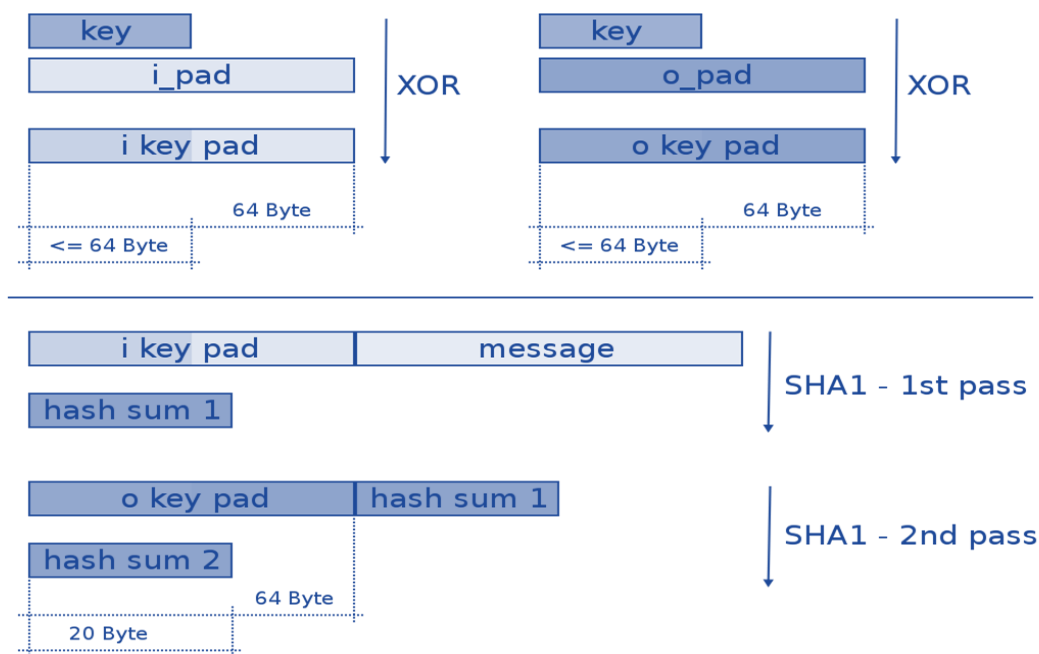 key
i_pad
XOR
i key pad
64 Byte
<= 64 Byte
key
o_pad
XOR
o key pad
64 Byte
<= 64 Byte
i key pad
message
SHA1 - 1st pass
hash sum 1
o key pad
hash sum 1
SHA1 - 2nd pass
hash sum 2
64 Byte
20 Byte